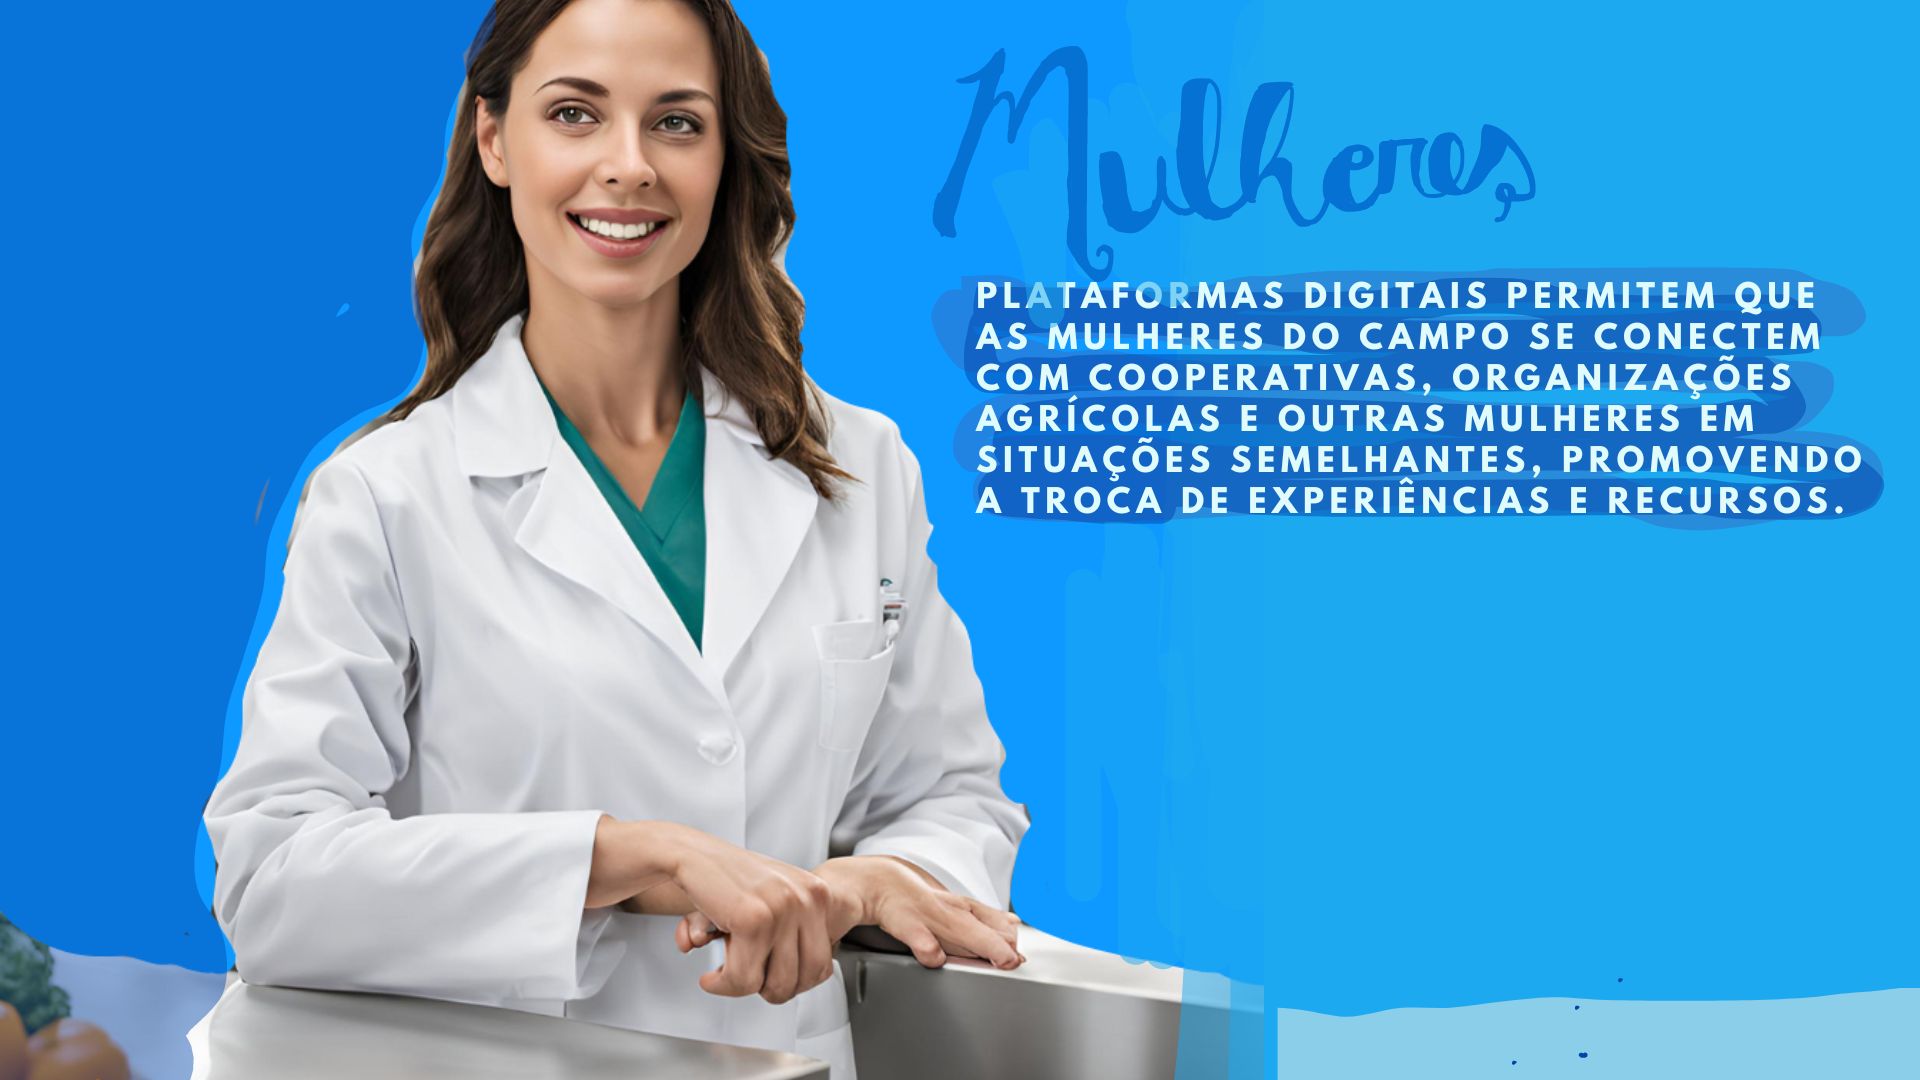 Mulheres
PLATAFORMAS DIGITAIS PERMITEM QUE
AS MULHERES DO CAMPO SE CONECTEM
COM COOPERATIVAS, ORGANIZAÇÕES
AGRÍCOLAS E OUTRAS MULHERES EM
SITUAÇÕES SEMELHANTES, PROMOVENDO
A TROCA DE EXPERIÊNCIAS E RECURSOS.